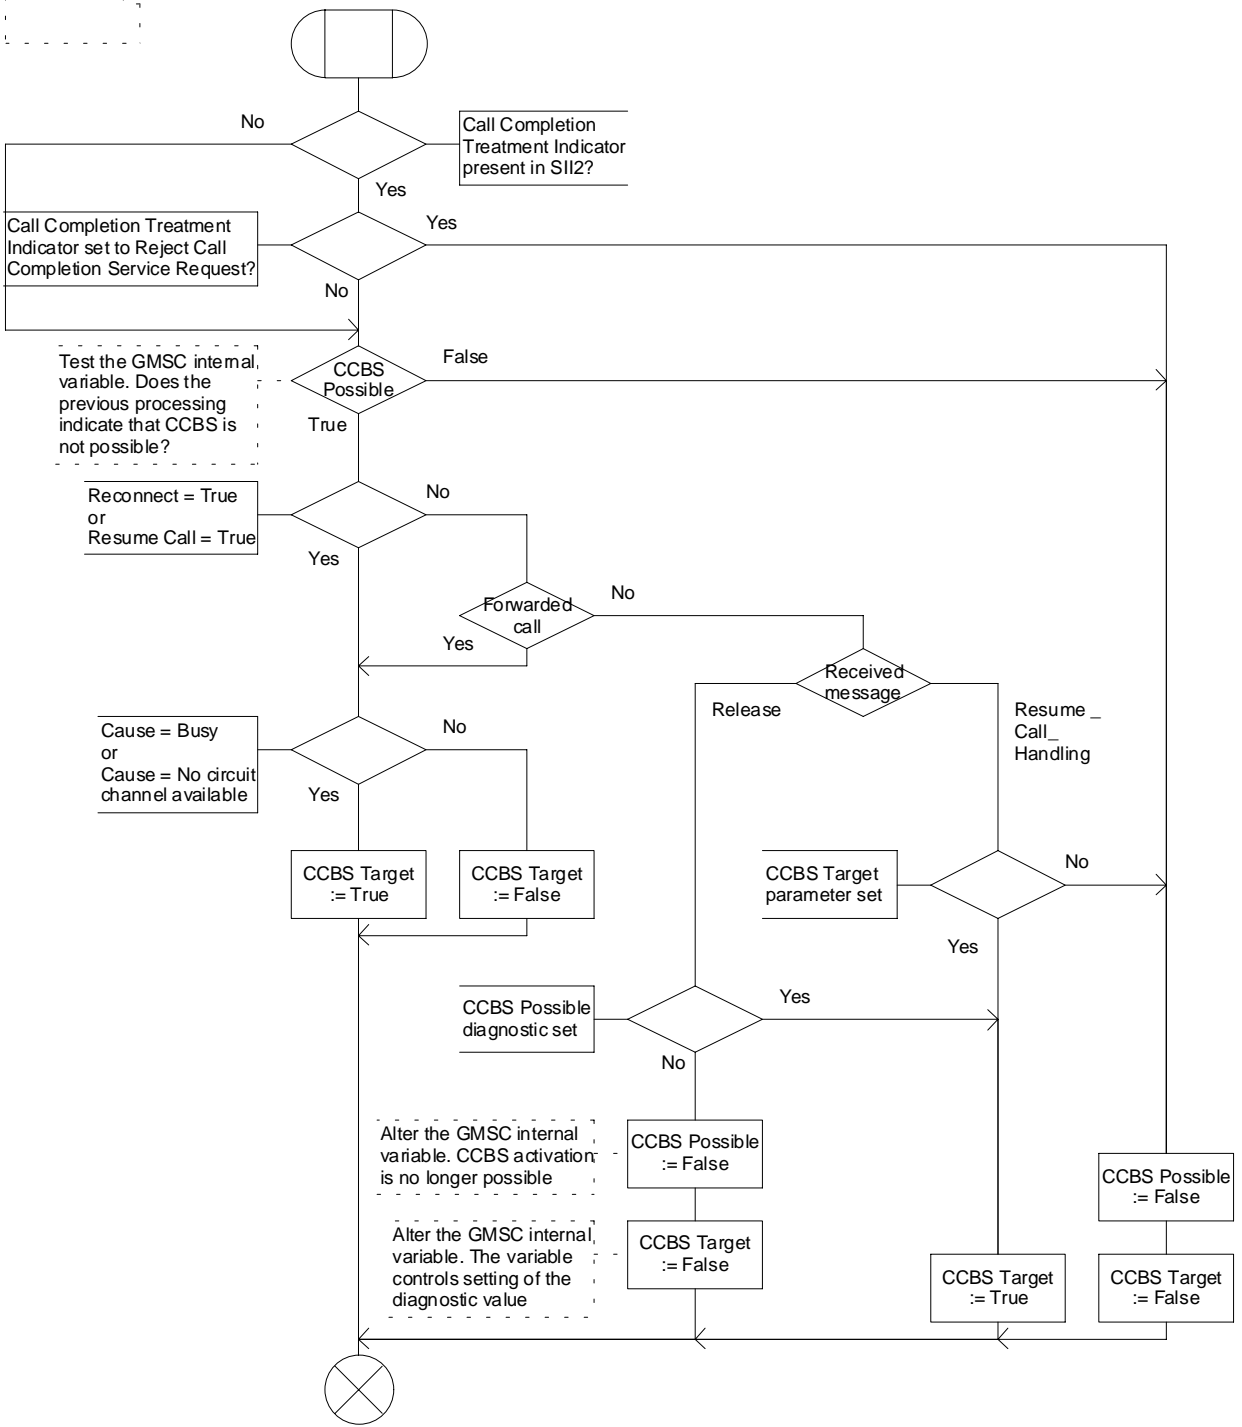 No
Call Completion
Treatment Indicator
present in SII2?
Yes
Call Completion Treatment
Indicator set to Reject Call
Completion Service Request?
Yes
No
Test the GMSC internal
variable. Does the
previous processing
indicate that CCBS is
not possible?
CCBS
Possible
False
True
Reconnect = True
or
Resume Call = True
No
Yes
Forwarded
call
No
Yes
Received
message
Release
Resume _
Call_
Handling
Cause = Busy
or
Cause = No circuit
channel available
No
Yes
CCBS Target
:= True
CCBS Target
:= False
CCBS Target
parameter set
No
Yes
CCBS Possible
diagnostic set
Yes
No
Alter the GMSC internal
variable. CCBS activation
is no longer possible
CCBS Possible
:= False
CCBS Possible
:= False
Alter the GMSC internal
variable. The variable
controls setting of the
diagnostic value
CCBS Target
:= False
CCBS Target
:= True
CCBS Target
:= False